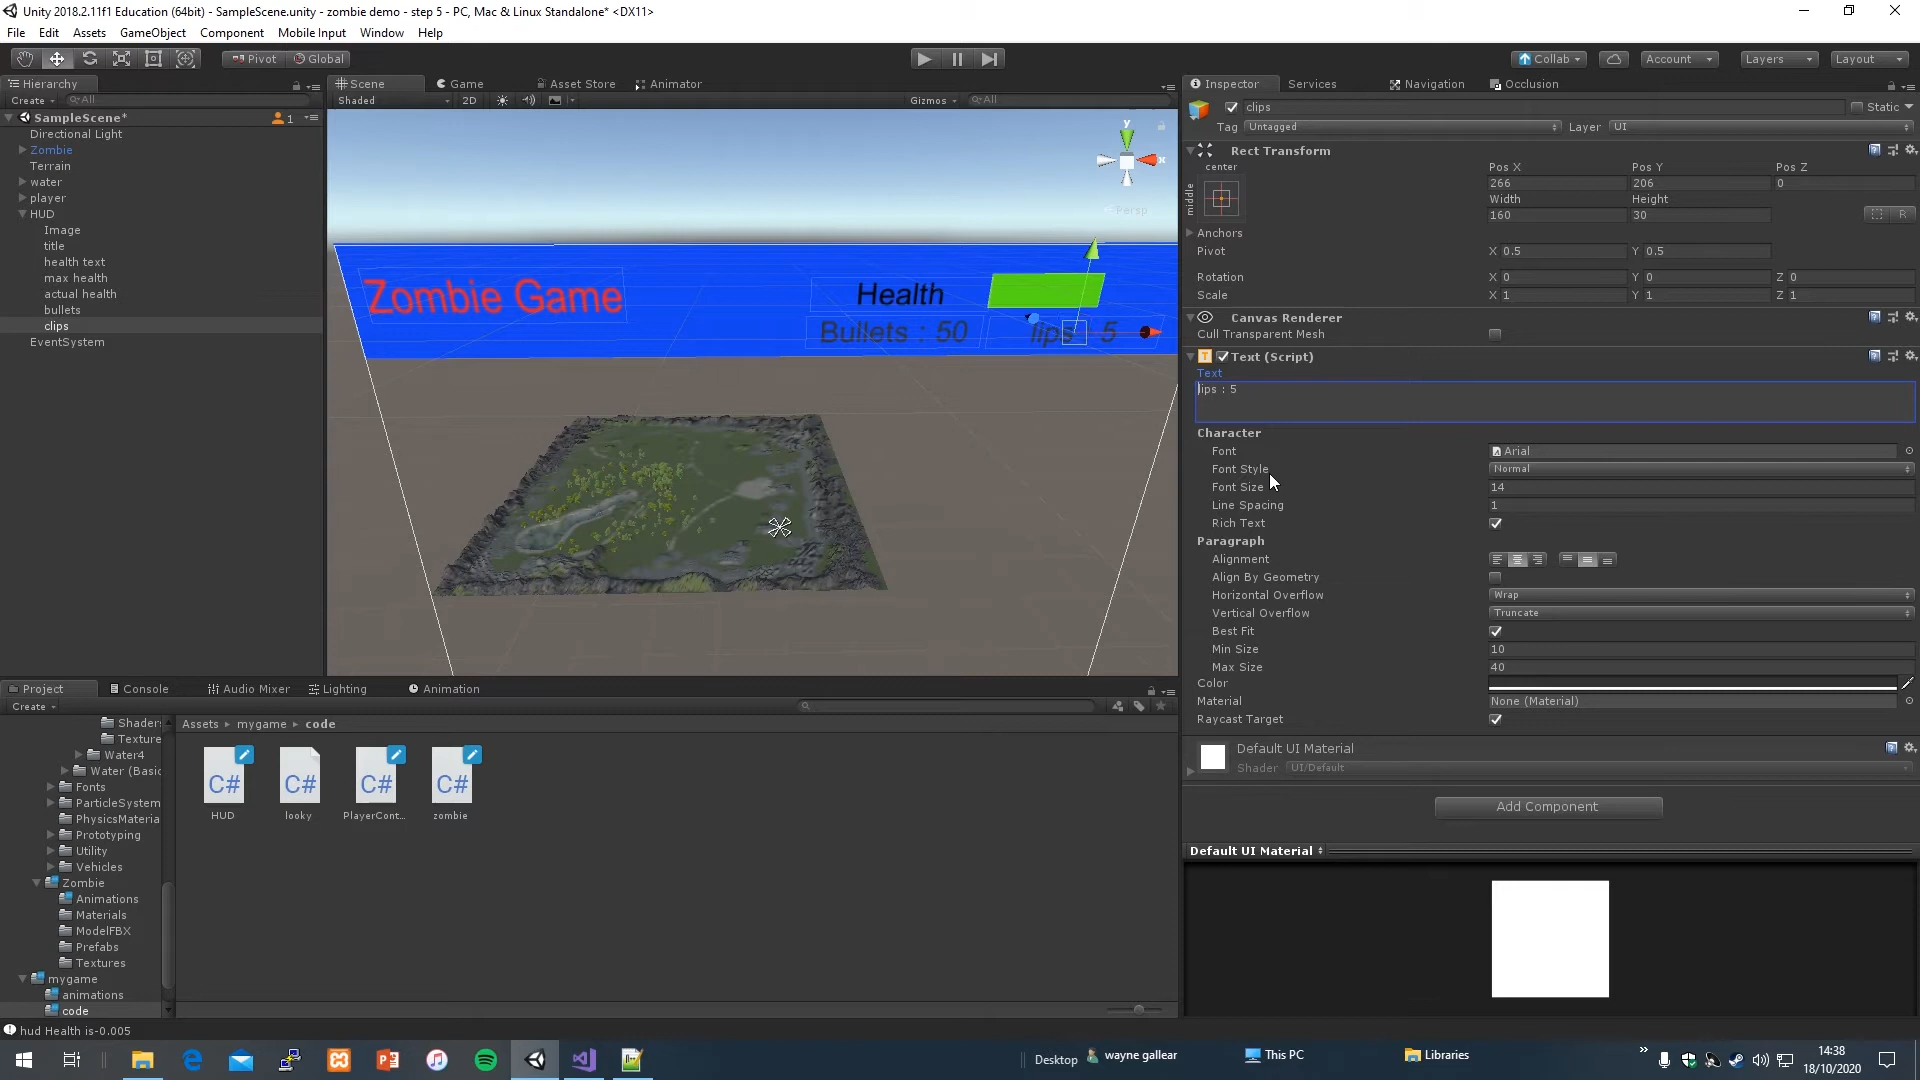 Unity 2018.2.11f1 Education (64bit) - SampleScene.unity - zombie demo - step 5 - PC, Mac & Linux Standalone* <DX11>
File Edit Assets GameObject Component Mobile Input Window Help
Pivot Global Collab Account Layers Layout
Hierarchy
Create All
SampleScene* 1
Directional Light
Zombie
Terrain
water
player
HUD
Image
title
health text
max health
actual health
bullets
clips
EventSystem
Scene Game Asset Store Animator
Shaded 2D Gizmos All
y
x
Persp
Zombie Game
Health
Bullets : 50
lips : 5
Inspector Services Navigation Occlusion
clips Static
Tag Untagged Layer UI
Rect Transform
center
middle
Pos X Pos Y Pos Z
266 206 0
Width Height
160 30
R
Anchors
Pivot X 0.5 Y 0.5
Rotation X 0 Y 0 Z 0
Scale X 1 Y 1 Z 1
Canvas Renderer
Cull Transparent Mesh
Text (Script)
Text
lips : 5
Character
Font Arial
Font Style Normal
Font Size 14
Line Spacing 1
Rich Text
Paragraph
Alignment
Align By Geometry
Horizontal Overflow Wrap
Vertical Overflow Truncate
Best Fit
Min Size 10
Max Size 40
Color
Material None (Material)
Raycast Target
Default UI Material
Shader UI/Default
Add Component
Default UI Material
Project Console Audio Mixer Lighting Animation
Create
Shader
Texture
Water4
Water (Basic
Fonts
ParticleSystem
PhysicsMateria
Prototyping
Utility
Vehicles
Zombie
Animations
Materials
ModelFBX
Prefabs
Textures
mygame
animations
code
Assets mygame code
C# C# C# C#
HUD looky PlayerCont... zombie
hud Health is-0.005
Desktop wayne gallear This PC Libraries
14:38
18/10/2020